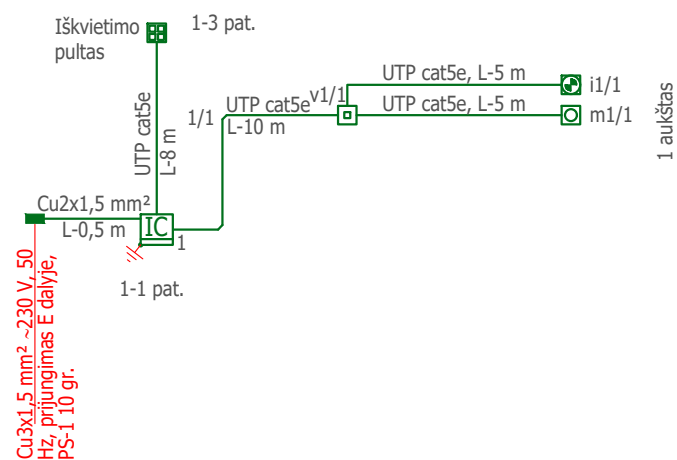 Iškvietimo
pultas
1-3 pat.
UTP cat5e
L-8 m
1/1
UTP cat5e
L-10 m
v1/1
UTP cat5e, L-5 m
i1/1
UTP cat5e, L-5 m
m1/1
1 aukštas
Cu2x1,5 mm²
L-0,5 m
IC
1
1-1 pat.
Cu3x1,5 mm² ~230 V, 50
Hz, prijungimas E dalyje,
PS-1 10 gr.